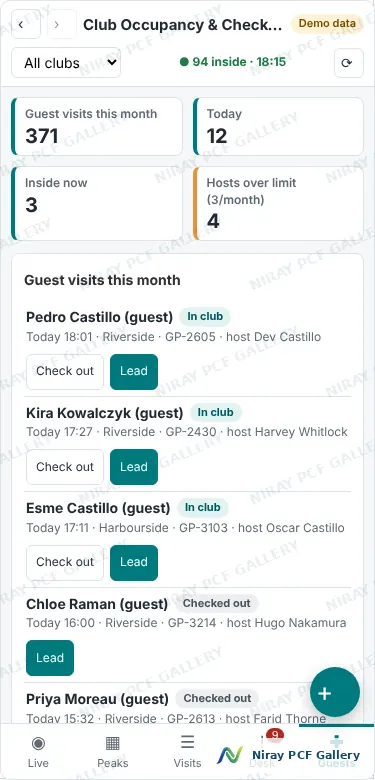 Club Occupancy & Check...
Demo data
All clubs
94 inside · 18:15
Guest visits this month
371
Today
12
Inside now
3
Hosts over limit
(3/month)
4
Guest visits this month
Pedro Castillo (guest) In club
Today 18:01 · Riverside · GP-2605 · host Dev Castillo
Check out Lead
Kira Kowalczyk (guest) In club
Today 17:27 · Riverside · GP-2430 · host Harvey Whitlock
Check out Lead
Esme Castillo (guest) In club
Today 17:11 · Harbourside · GP-3103 · host Oscar Castillo
Check out Lead
Chloe Raman (guest) Checked out
Today 16:00 · Riverside · GP-3214 · host Hugo Nakamura
Lead
Priya Moreau (guest) Checked out
Today 15:32 · Riverside · GP-2613 · host Farid Thorne
+
9
Live Peaks Visits Guests
Niray PCF Gallery
NIRAY PCF GALLERY